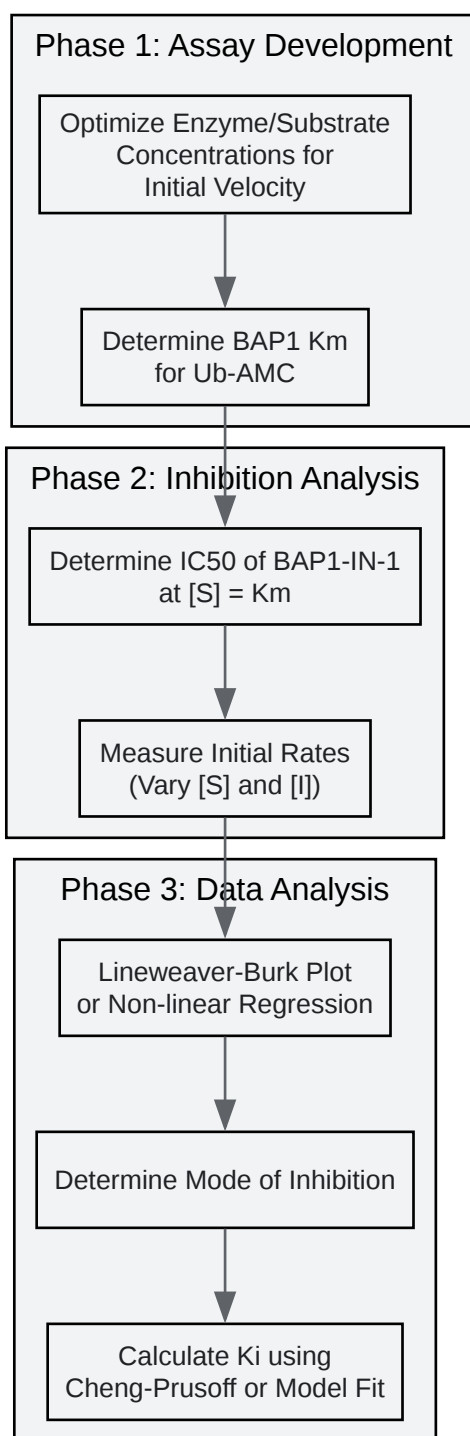 Phase 1: Assay Development
Optimize Enzyme/Substrate
Concentrations for
Initial Velocity
Determine BAP1 Km
for Ub-AMC
Phase 2: Inhibition Analysis
Determine IC50 of BAP1-IN-1
at [S] = Km
Measure Initial Rates
(Vary [S] and [I])
Phase 3: Data Analysis
Lineweaver-Burk Plot
or Non-linear Regression
Determine Mode of Inhibition
Calculate Ki using
Cheng-Prusoff or Model Fit